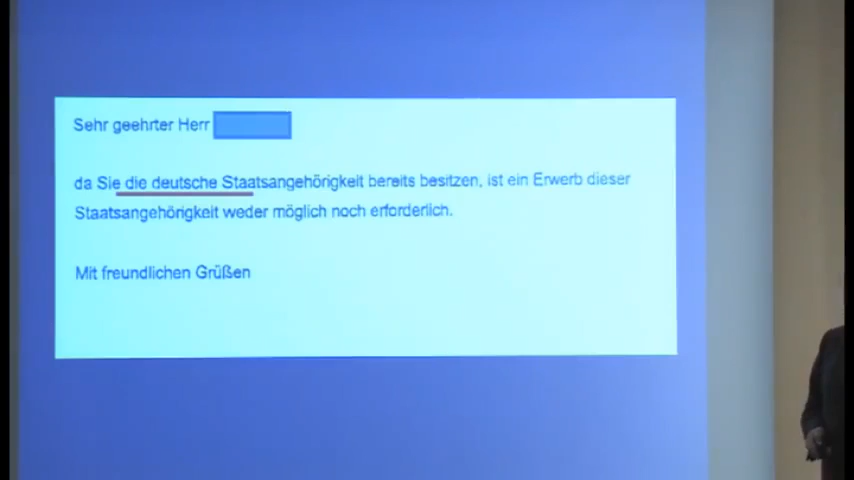 Sehr geehrter Herr
da Sie die deutsche Staatsangehörigkeit bereits besitzen, ist ein Erwerb dieser
Staatsangehörigkeit weder möglich noch erforderlich.
Mit freundlichen Grüßen